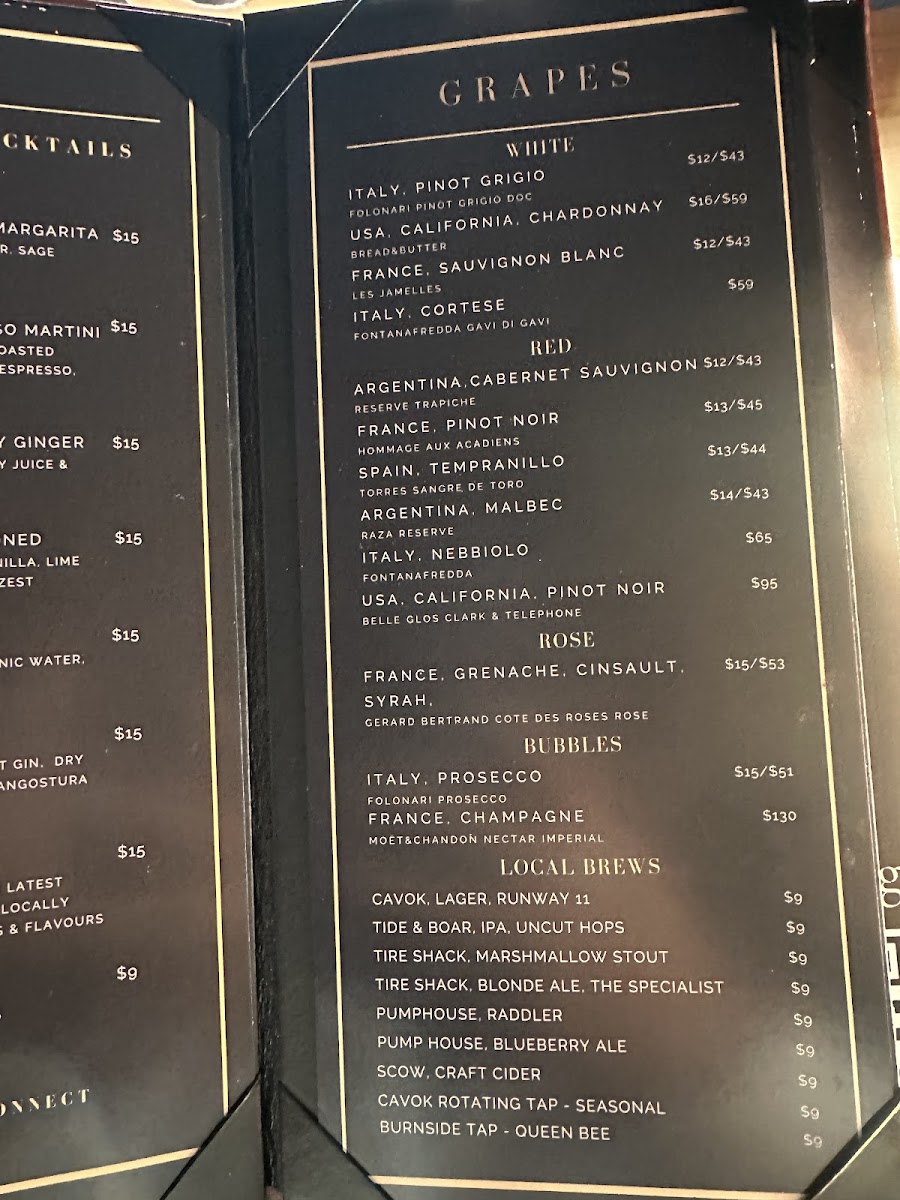 CKTAILS
MARGARITA $15
R, SAGE
SO MARTINI $15
OASTED
ESPRESSO,
Y GINGER $15
Y JUICE &
NED $15
NILLA, LIME
ZEST
$15
NIC WATER,
$15
T GIN, DRY
ANGOSTURA
$15
LATEST
LOCALLY
S & FLAVOURS
$9
ONNECT
GRAPES
WHITE
ITALY, PINOT GRIGIO $12/$43
FOLONARI PINOT GRIGIO DOC
USA, CALIFORNIA, CHARDONNAY $16/$59
BREAD&BUTTER
FRANCE, SAUVIGNON BLANC $12/$43
LES JAMELLES
ITALY, CORTESE $59
FONTANAFREDDA GAVI DI GAVI
RED
ARGENTINA,CABERNET SAUVIGNON $12/$43
RESERVE TRAPICHE
FRANCE, PINOT NOIR $13/$45
HOMMAGE AUX ACADIENS
SPAIN, TEMPRANILLO $13/$44
TORRES SANGRE DE TORO
ARGENTINA, MALBEC $14/$43
RAZA RESERVE
ITALY, NEBBIOLO $65
FONTANAFREDDA
USA, CALIFORNIA, PINOT NOIR $95
BELLE GLOS CLARK & TELEPHONE
ROSE
FRANCE, GRENACHE, CINSAULT, $15/$53
SYRAH,
GERARD BERTRAND COTE DES ROSES ROSE
BUBBLES
ITALY, PROSECCO $15/$51
FOLONARI PROSECCO
FRANCE, CHAMPAGNE $130
MOËT&CHANDON NECTAR IMPERIAL
LOCAL BREWS
CAVOK, LAGER, RUNWAY 11 $9
TIDE & BOAR, IPA, UNCUT HOPS $9
TIRE SHACK, MARSHMALLOW STOUT $9
TIRE SHACK, BLONDE ALE, THE SPECIALIST $9
PUMPHOUSE, RADDLER $9
PUMP HOUSE, BLUEBERRY ALE $9
SCOW, CRAFT CIDER $9
CAVOK ROTATING TAP - SEASONAL $9
BURNSIDE TAP - QUEEN BEE $9